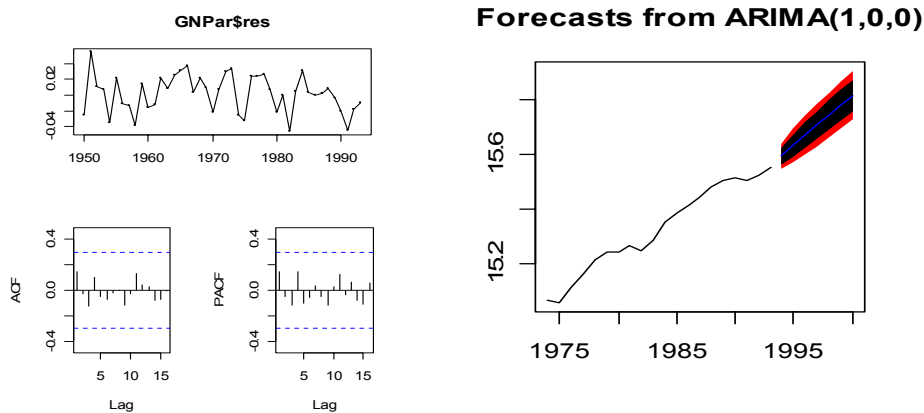 GNPar$res
0.02
-0.04
1950 1960 1970 1980 1990
ACF
0.4
0.0
-0.4
5 10 15
Lag
PACF
0.4
0.0
-0.4
5 10 15
Lag
Forecasts from ARIMA(1,0,0)
15.6
15.2
1975 1985 1995